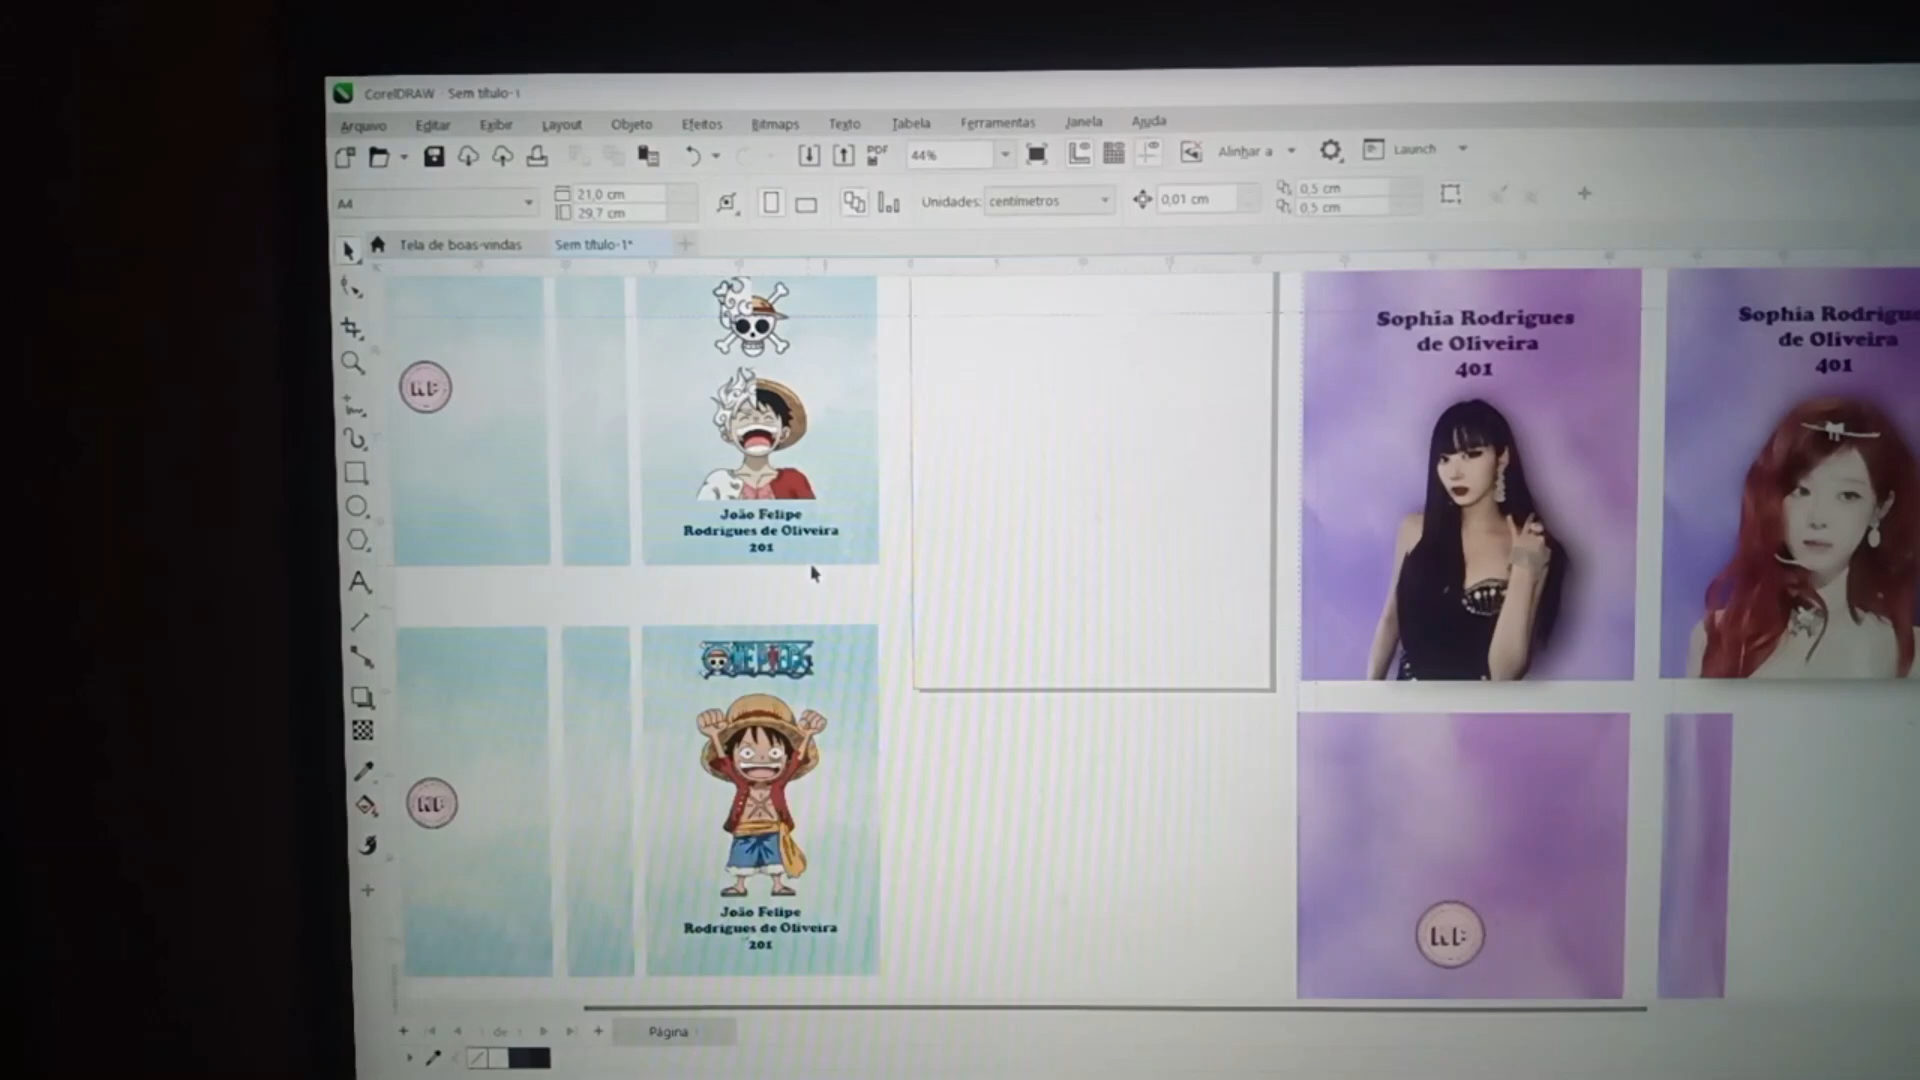 CorelDRAW - Sem título-1
Arquivo Editar Exibir Layout Objeto Efeitos Bitmaps Texto Tabela Ferramentas Janela Ajuda
PDF 44% Alinhar a Launch
A4 21,0 cm 29,7 cm Unidades: centímetros 0,01 cm 0,5 cm 0,5 cm
Tela de boas-vindas Sem título-1*
João Felipe
Rodrigues de Oliveira
201
ONE PIECE
João Felipe
Rodrigues de Oliveira
201
Sophia Rodrigues
de Oliveira
401
Sophia
de Oliveira
401
de
Página